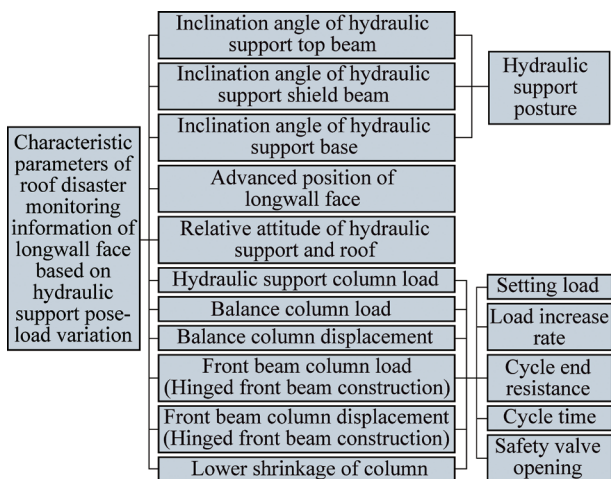 Characteristic
parameters of
roof disaster
monitoring
information of
longwall face
based on
hydraulic
support pose-
load variation
Inclination angle of hydraulic
support top beam
Inclination angle of hydraulic
support shield beam
Inclination angle of hydraulic
support base
Advanced position of
longwall face
Relative attitude of hydraulic
support and roof
Hydraulic support column load
Balance column load
Balance column displacement
Front beam column load
(Hinged front beam construction)
Front beam column displacement
(Hinged front beam construction)
Lower shrinkage of column
Hydraulic
support
posture
Setting load
Load increase
rate
Cycle end
resistance
Cycle time
Safety valve
opening